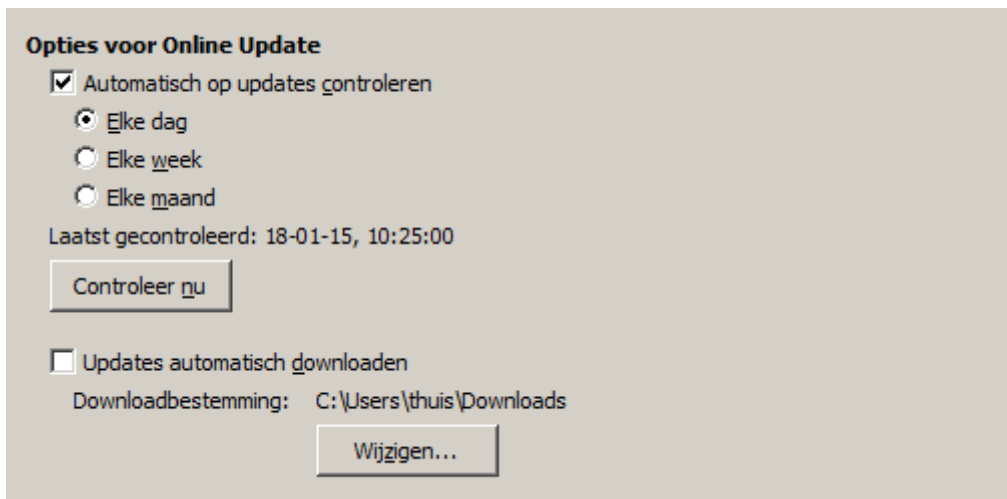 Opties voor Online Update
Automatisch op updates controleren
Elke dag
Elke week
Elke maand
Laatst gecontroleerd: 18-01-15, 10:25:00
Controleer nu
Updates automatisch downloaden
Downloadbestemming: C:\Users\thuis\Downloads
Wijzigen...